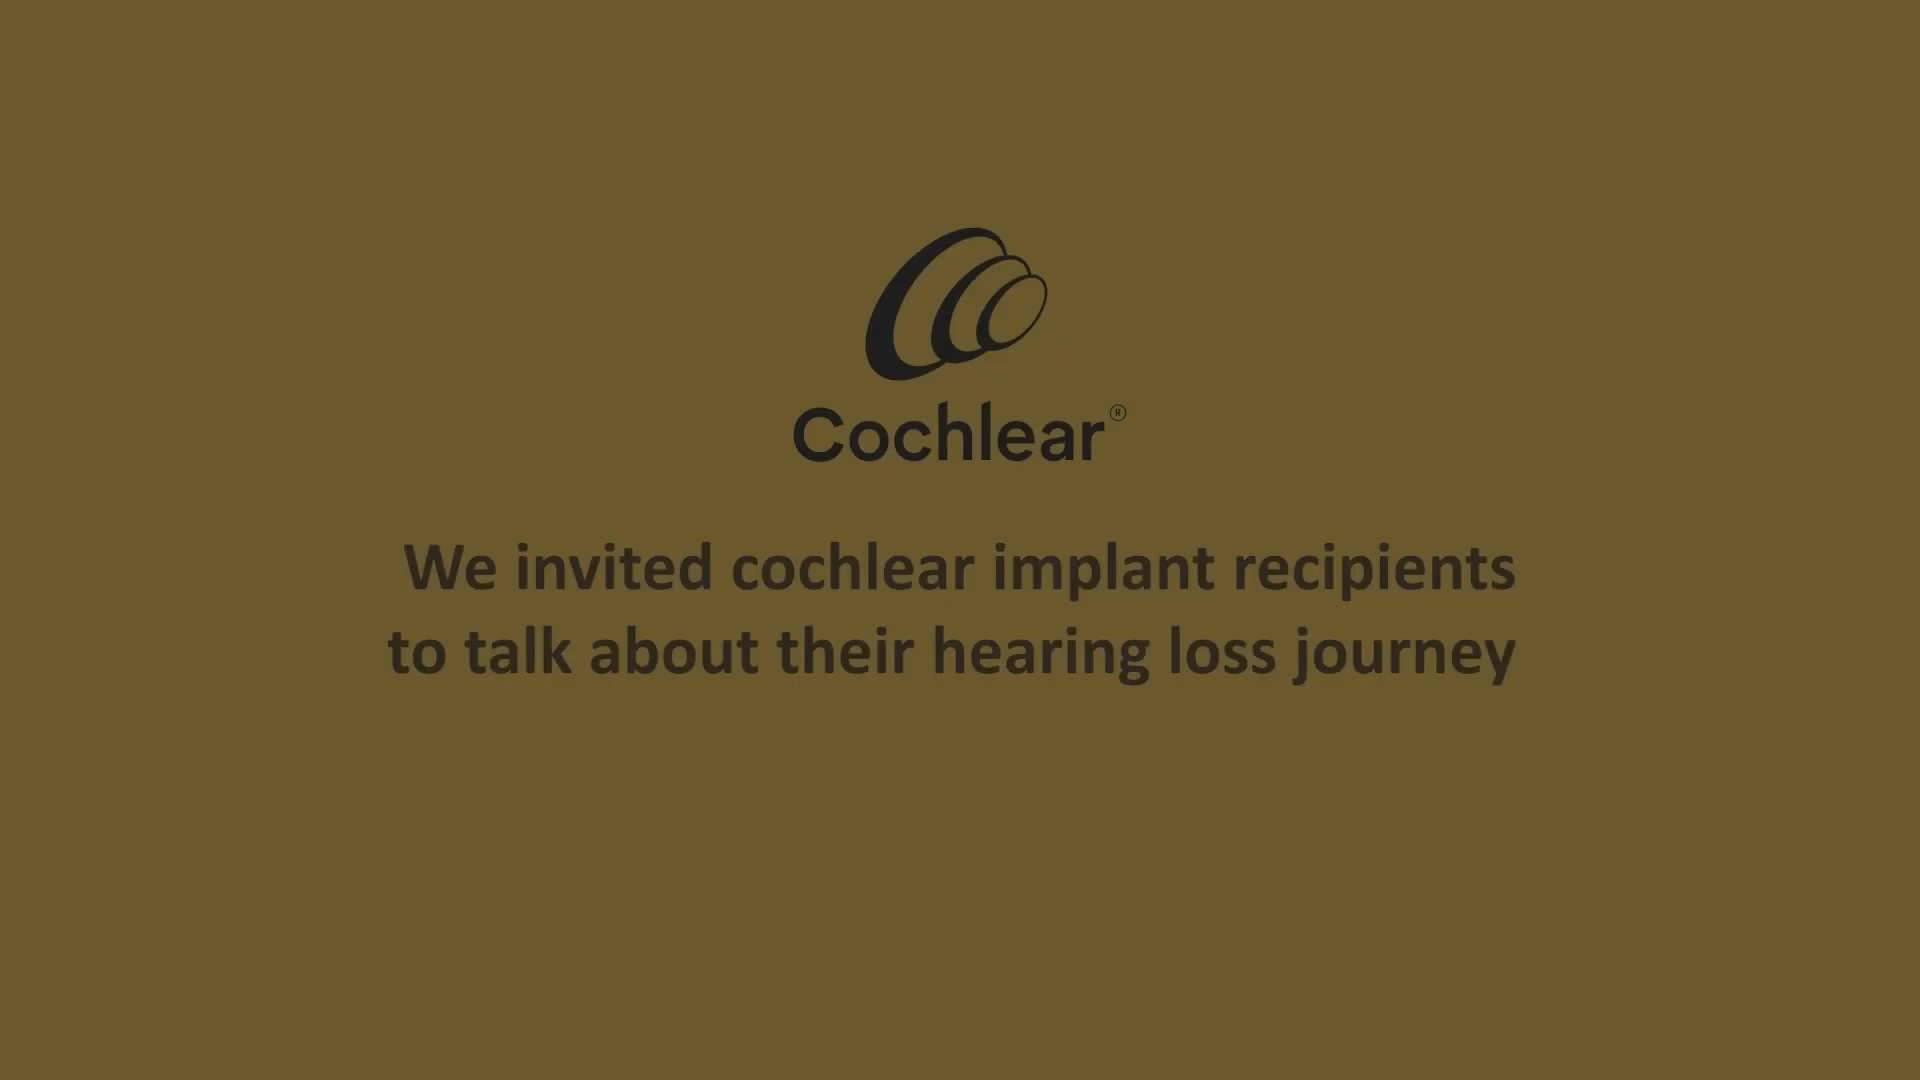 Cochlear®
We invited cochlear implant recipients
to talk about their hearing loss journey